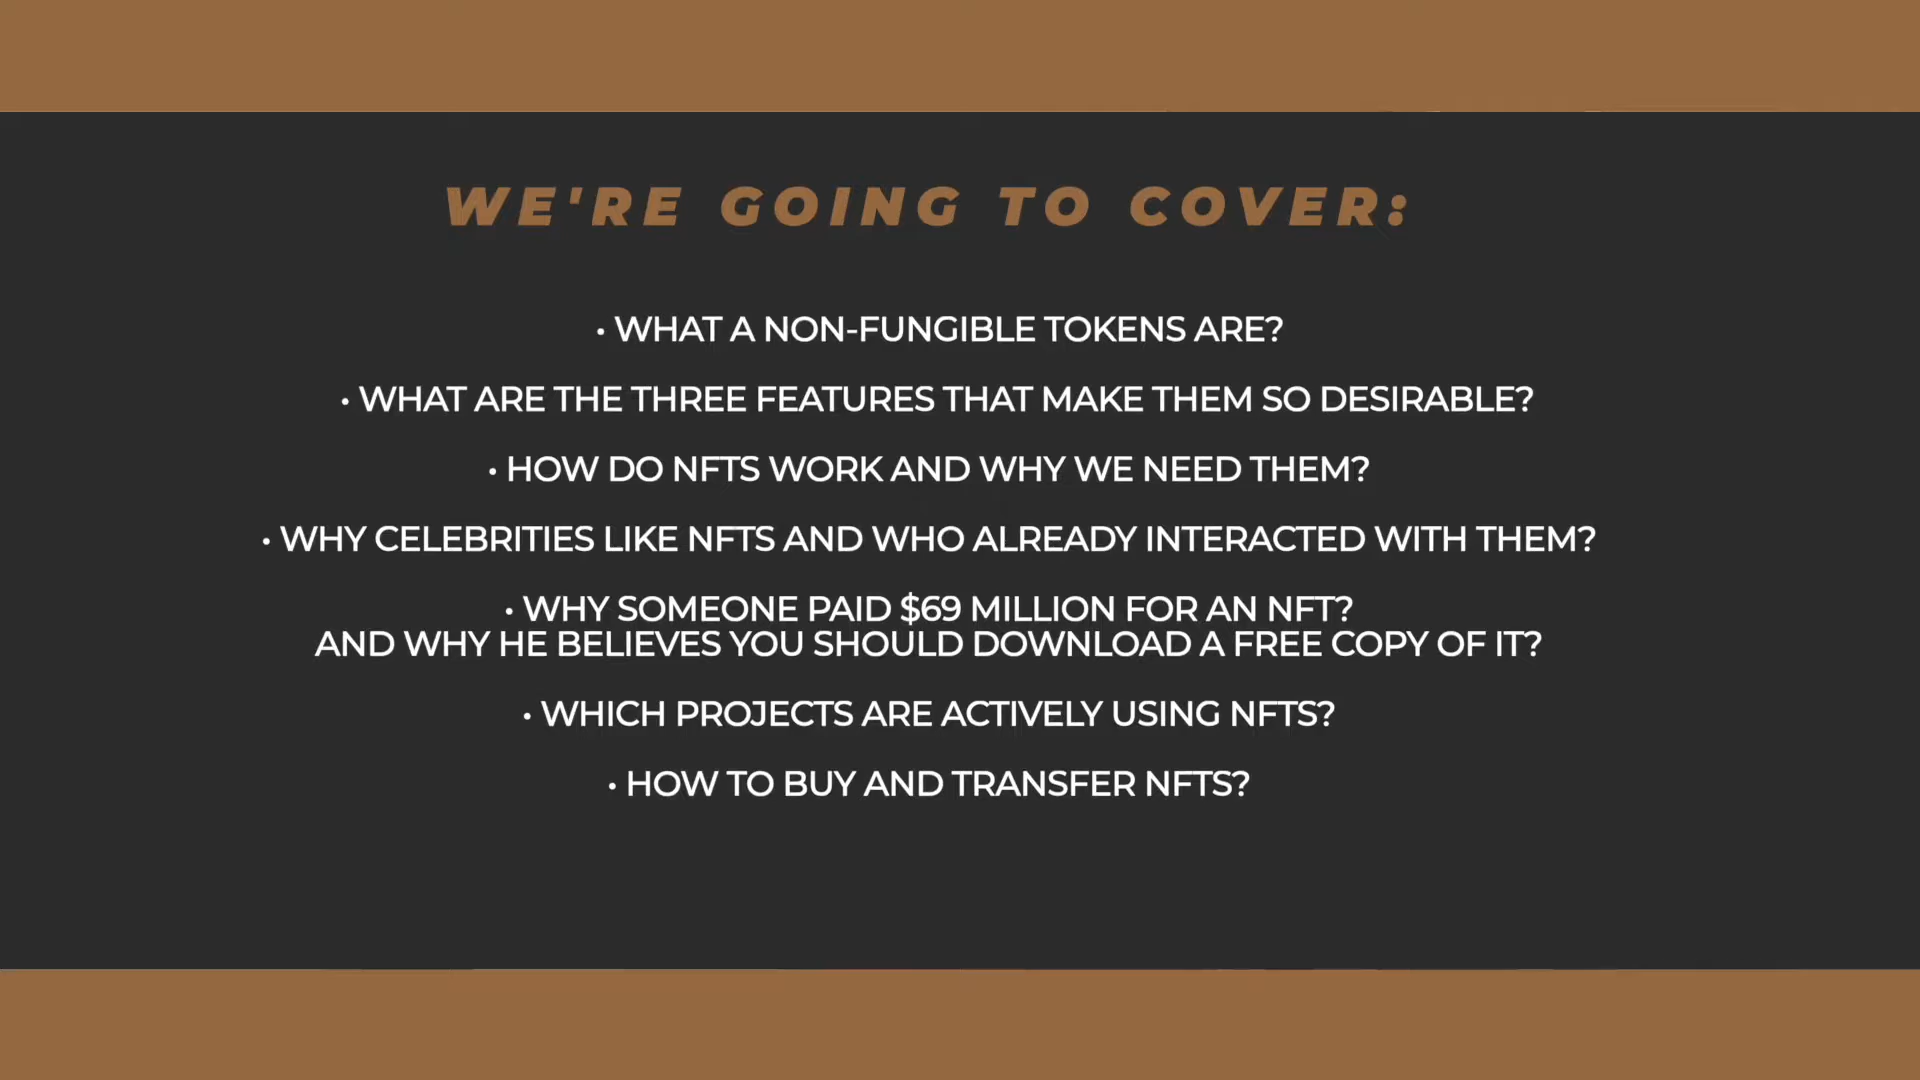 WE'RE GOING TO COVER:
• WHAT A NON-FUNGIBLE TOKENS ARE?
• WHAT ARE THE THREE FEATURES THAT MAKE THEM SO DESIRABLE?
• HOW DO NFTS WORK AND WHY WE NEED THEM?
• WHY CELEBRITIES LIKE NFTS AND WHO ALREADY INTERACTED WITH THEM?
• WHY SOMEONE PAID $69 MILLION FOR AN NFT?
AND WHY HE BELIEVES YOU SHOULD DOWNLOAD A FREE COPY OF IT?
• WHICH PROJECTS ARE ACTIVELY USING NFTS?
• HOW TO BUY AND TRANSFER NFTS?